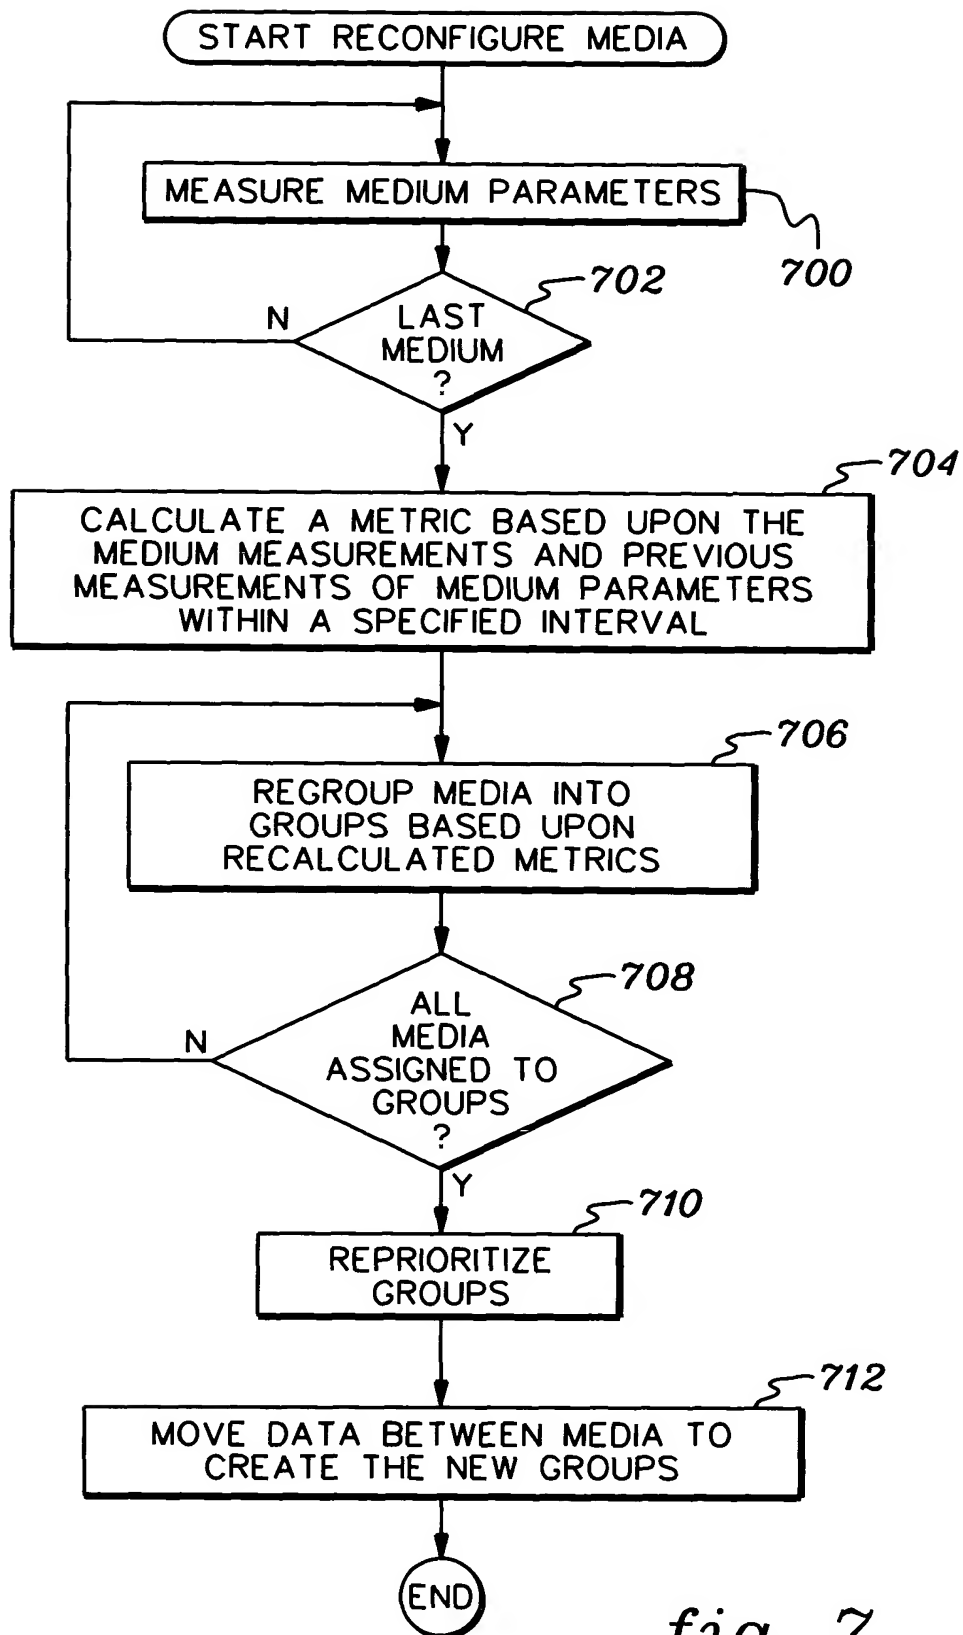 START RECONFIGURE MEDIA
MEASURE MEDIUM PARAMETERS
700
702
N
LAST
MEDIUM
?
Y
704
CALCULATE A METRIC BASED UPON THE
MEDIUM MEASUREMENTS AND PREVIOUS
MEASUREMENTS OF MEDIUM PARAMETERS
WITHIN A SPECIFIED INTERVAL
706
REGROUP MEDIA INTO
GROUPS BASED UPON
RECALCULATED METRICS
708
N
ALL
MEDIA
ASSIGNED TO
GROUPS
?
Y
710
REPRIORITIZE
GROUPS
712
MOVE DATA BETWEEN MEDIA TO
CREATE THE NEW GROUPS
END
fig. 7